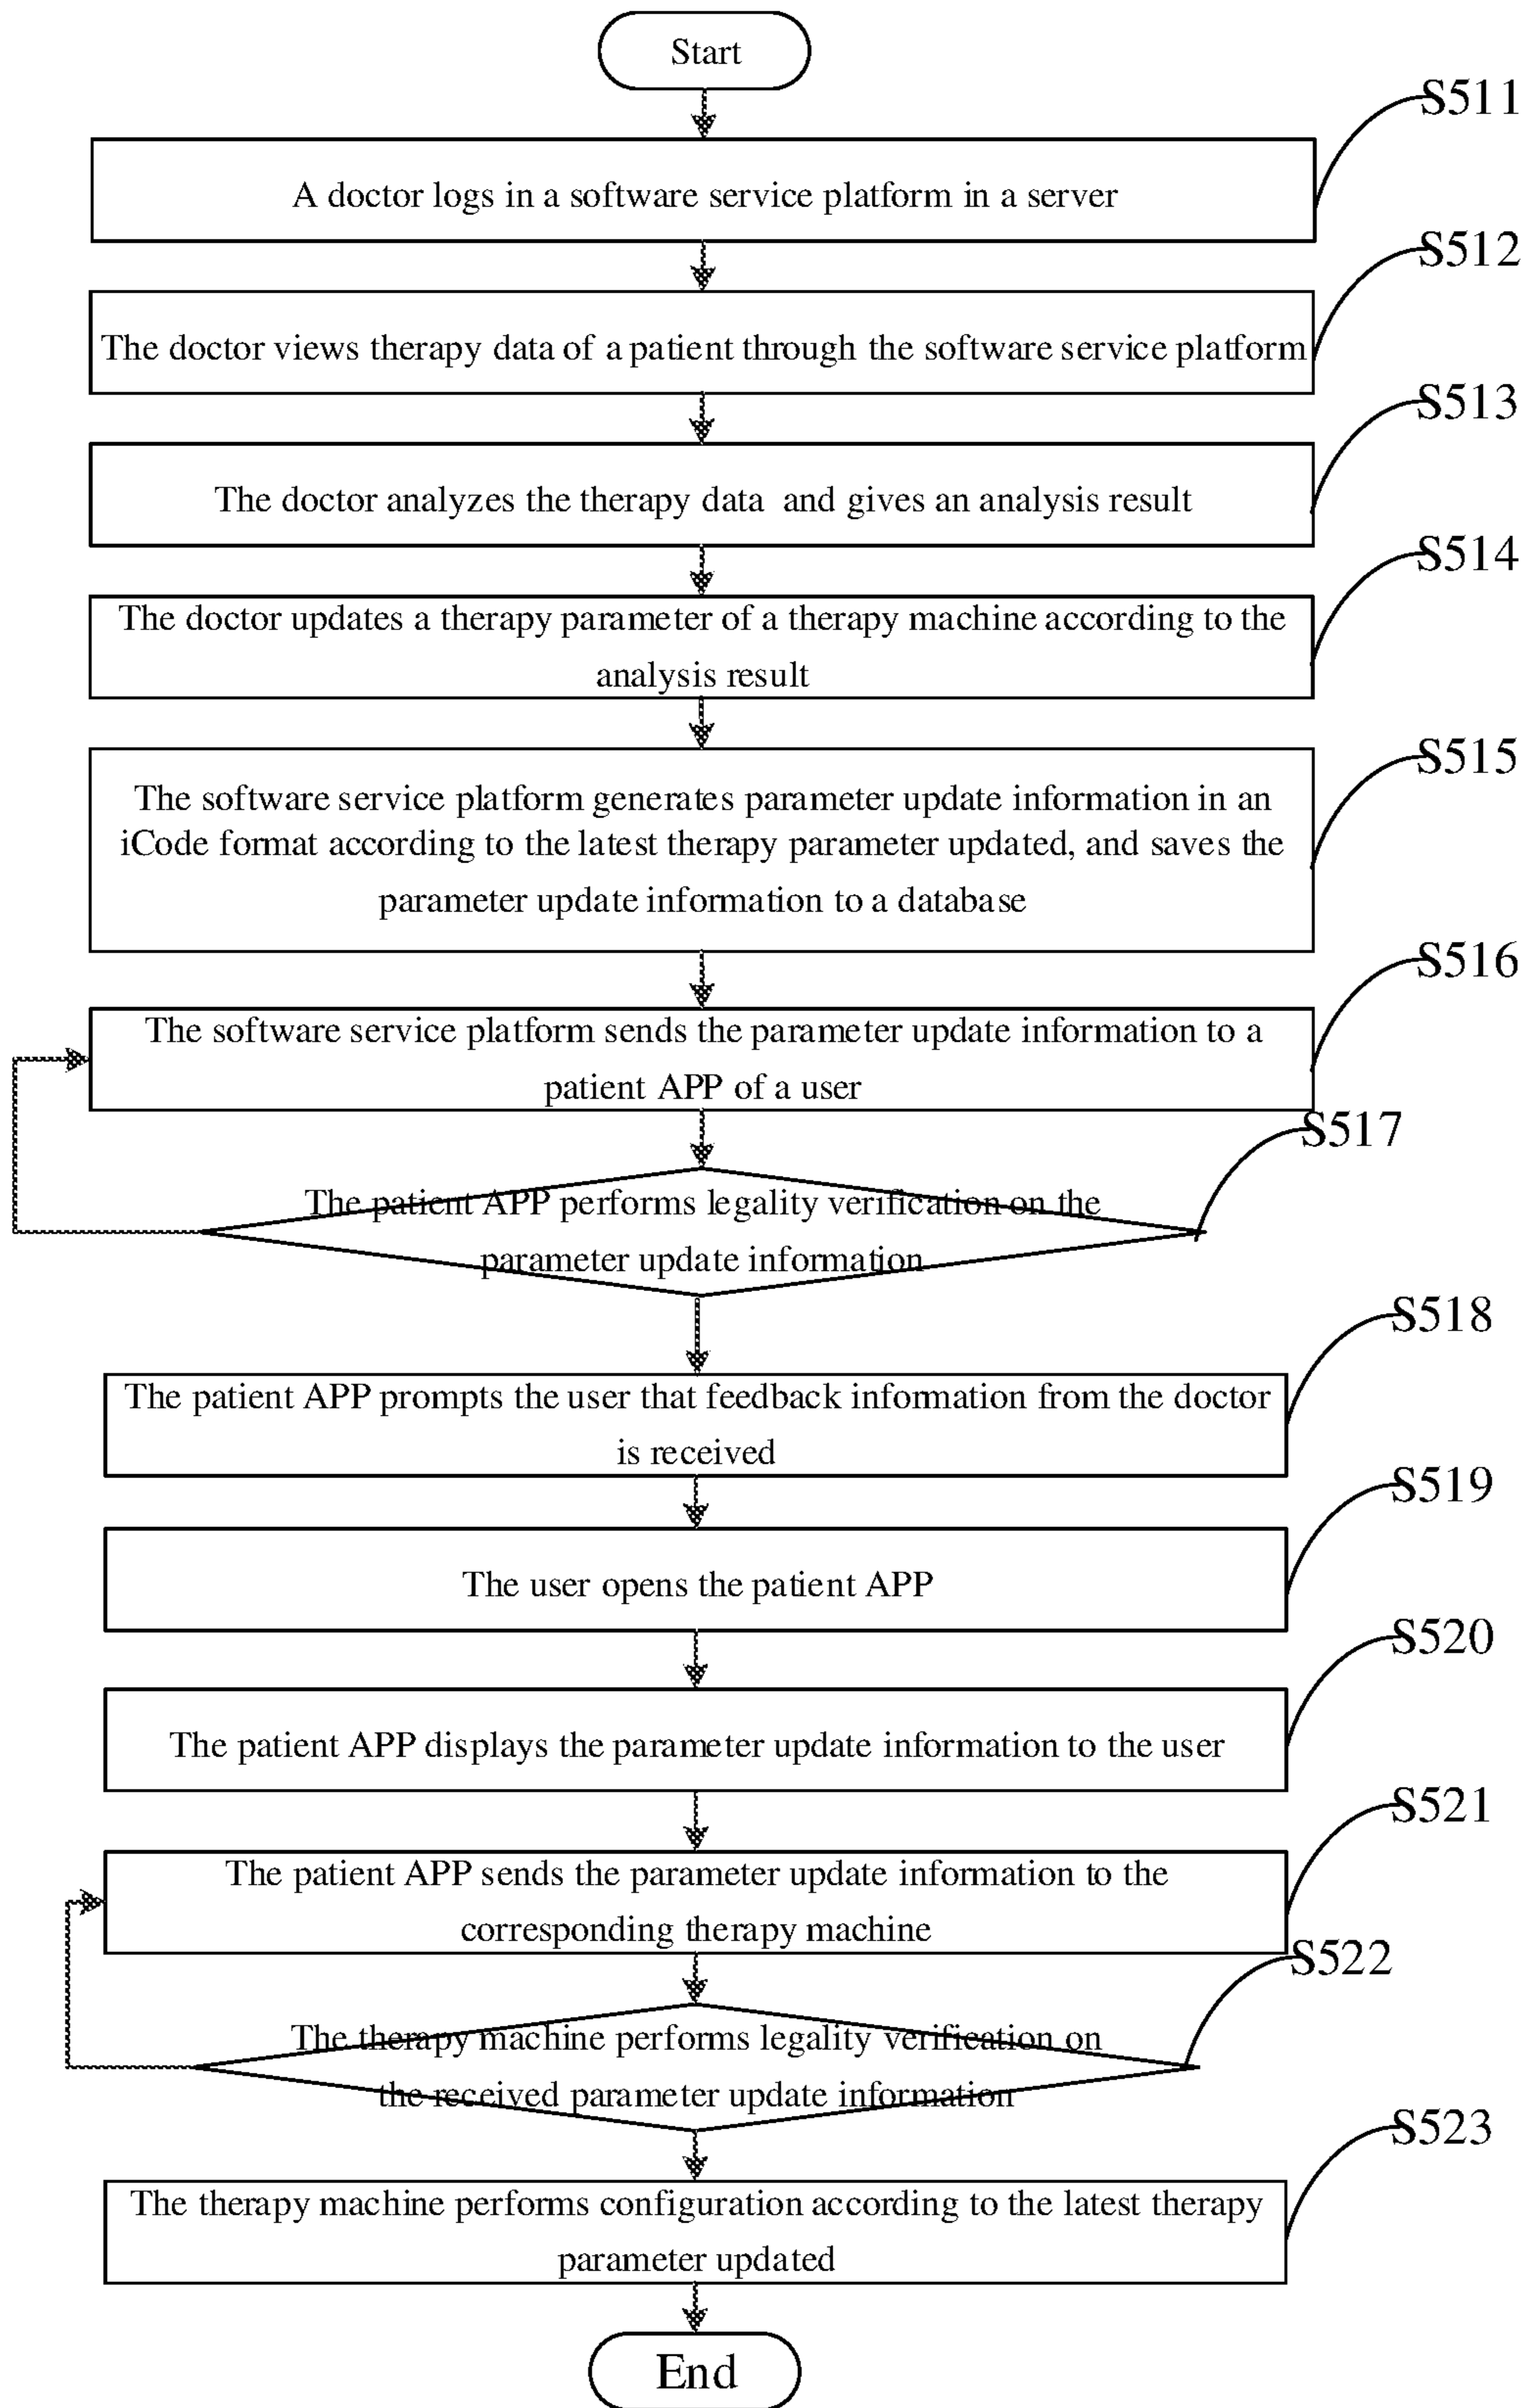 Start
S511
A doctor logs in a software service platform in a server
S512
The doctor views therapy data of a patient through the software service platform
S513
The doctor analyzes the therapy data and gives an analysis result
S514
The doctor updates a therapy parameter of a therapy machine according to the
analysis result
S515
The software service platform generates parameter update information in an
iCode format according to the latest therapy parameter updated, and saves the
parameter update information to a database
S516
The software service platform sends the parameter update information to a
patient APP of a user
S517
The patient APP performs legality verification on the
parameter update information
S518
The patient APP prompts the user that feedback information from the doctor
is received
S519
The user opens the patient APP
S520
The patient APP displays the parameter update information to the user
S521
The patient APP sends the parameter update information to the
corresponding therapy machine
S522
The therapy machine performs legality verification on
the received parameter update information
S523
The therapy machine performs configuration according to the latest therapy
parameter updated
End